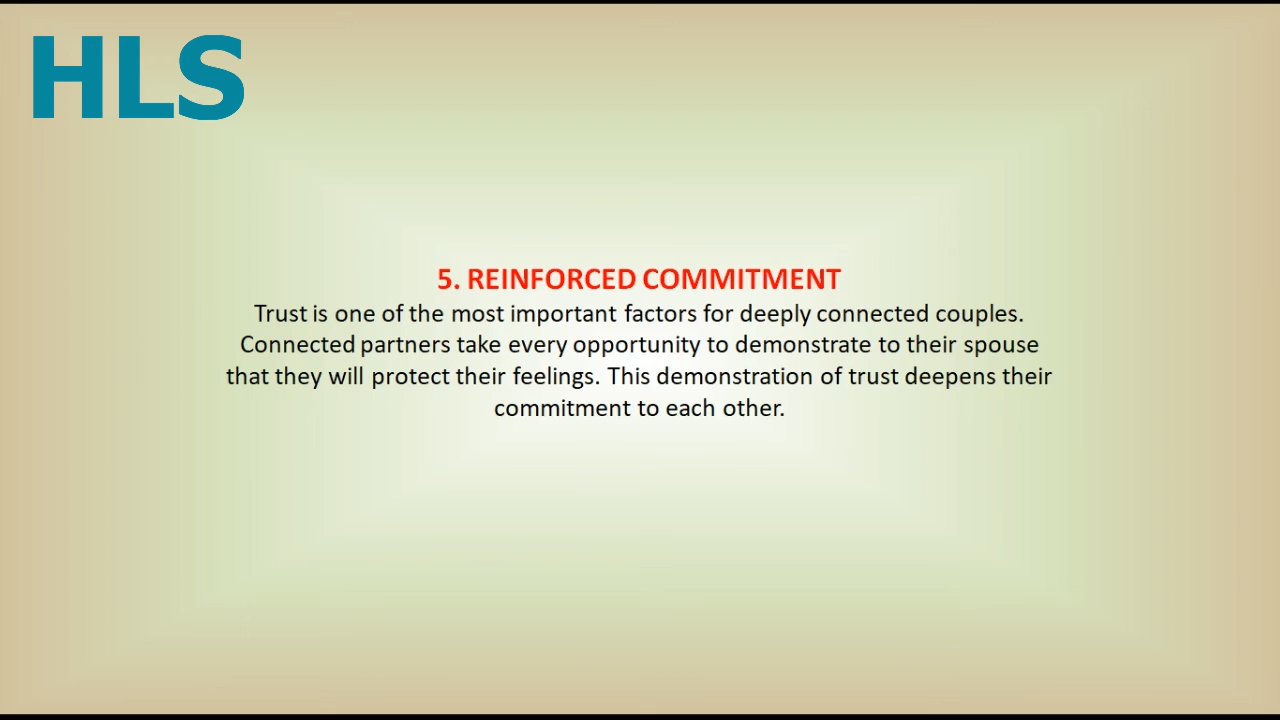 HLS
5. REINFORCED COMMITMENT
Trust is one of the most important factors for deeply connected couples.
Connected partners take every opportunity to demonstrate to their spouse
that they will protect their feelings. This demonstration of trust deepens their
commitment to each other.